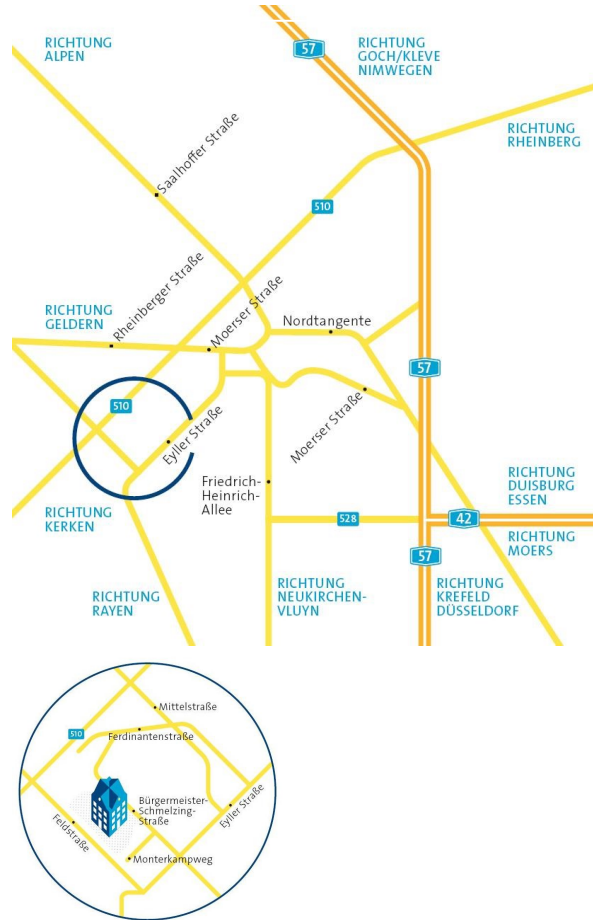 RICHTUNG
ALPEN
57
RICHTUNG
GOCH/KLEVE
NIMWEGEN
RICHTUNG
RHEINBERG
Saalhoffer Straße
510
Rheinberger Straße
Moerser Straße
RICHTUNG
GELDERN
Nordtangente
57
510
Eyller Straße
Moerser Straße
Friedrich-
Heinrich-
Allee
RICHTUNG
DUISBURG
ESSEN
RICHTUNG
KERKEN
528
42
RICHTUNG
MOERS
57
RICHTUNG
RAYEN
RICHTUNG
NEUKIRCHEN-
VLUYN
RICHTUNG
KREFELD
DÜSSELDORF
Mittelstraße
510
Ferdinantenstraße
Bürgermeister-
Schmelzing-
Straße
Eyller Straße
Feldstraße
Monterkampweg